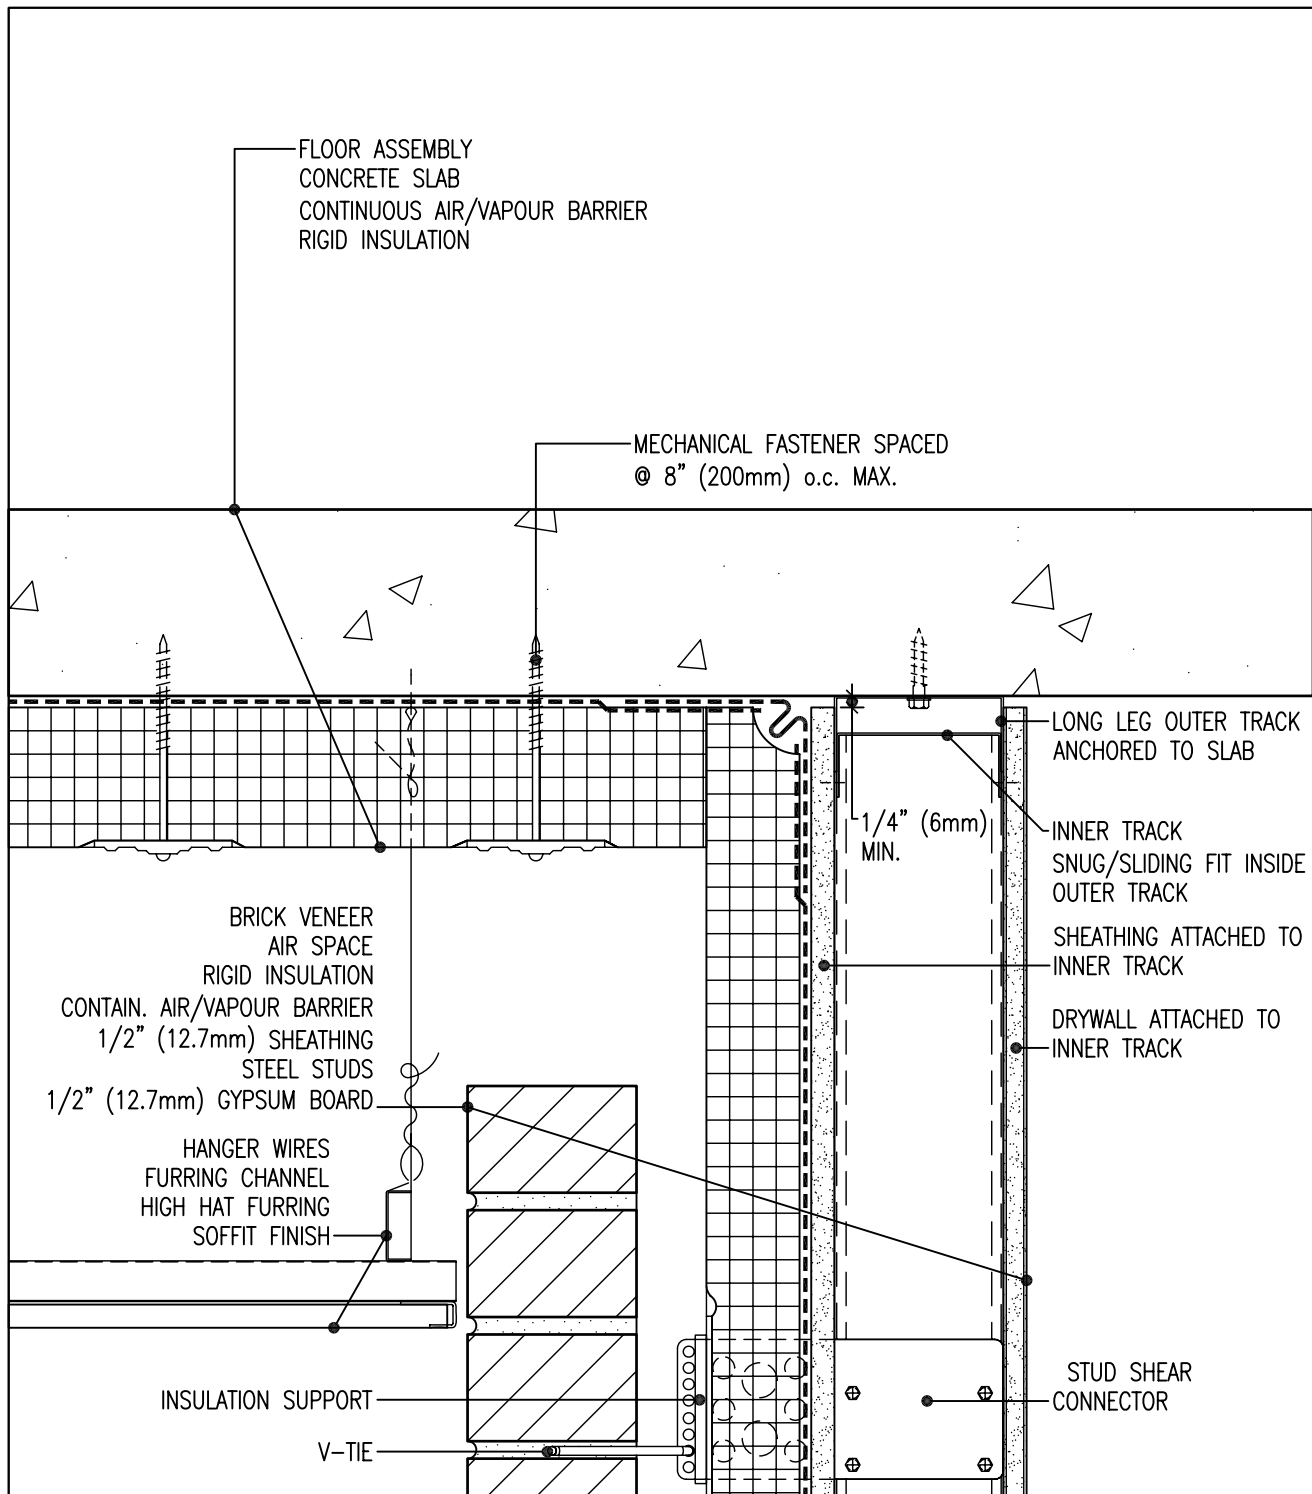 FLOOR ASSEMBLY
CONCRETE SLAB
CONTINUOUS AIR/VAPOUR BARRIER
RIGID INSULATION
MECHANICAL FASTENER SPACED
@ 8" (200mm) o.c. MAX.
LONG LEG OUTER TRACK
ANCHORED TO SLAB
1/4" (6mm)
MIN.
INNER TRACK
SNUG/SLIDING FIT INSIDE
OUTER TRACK
SHEATHING ATTACHED TO
INNER TRACK
DRYWALL ATTACHED TO
INNER TRACK
BRICK VENEER
AIR SPACE
RIGID INSULATION
CONTAIN. AIR/VAPOUR BARRIER
1/2" (12.7mm) SHEATHING
STEEL STUDS
1/2" (12.7mm) GYPSUM BOARD
HANGER WIRES
FURRING CHANNEL
HIGH HAT FURRING
SOFFIT FINISH
INSULATION SUPPORT
V-TIE
STUD SHEAR
CONNECTOR